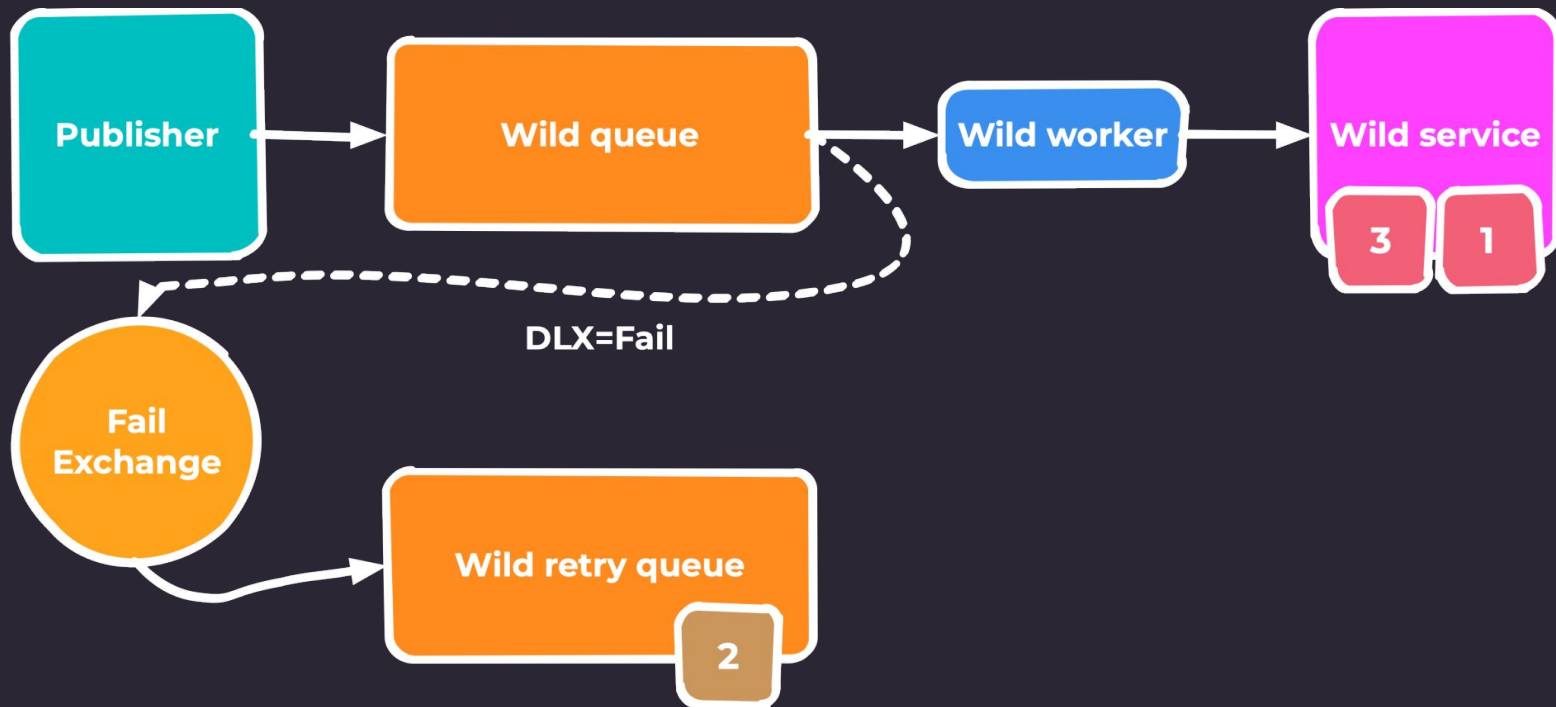 Publisher
Wild queue
Wild worker
Wild service
3
1
DLX=Fail
Fail
Exchange
Wild retry queue
2